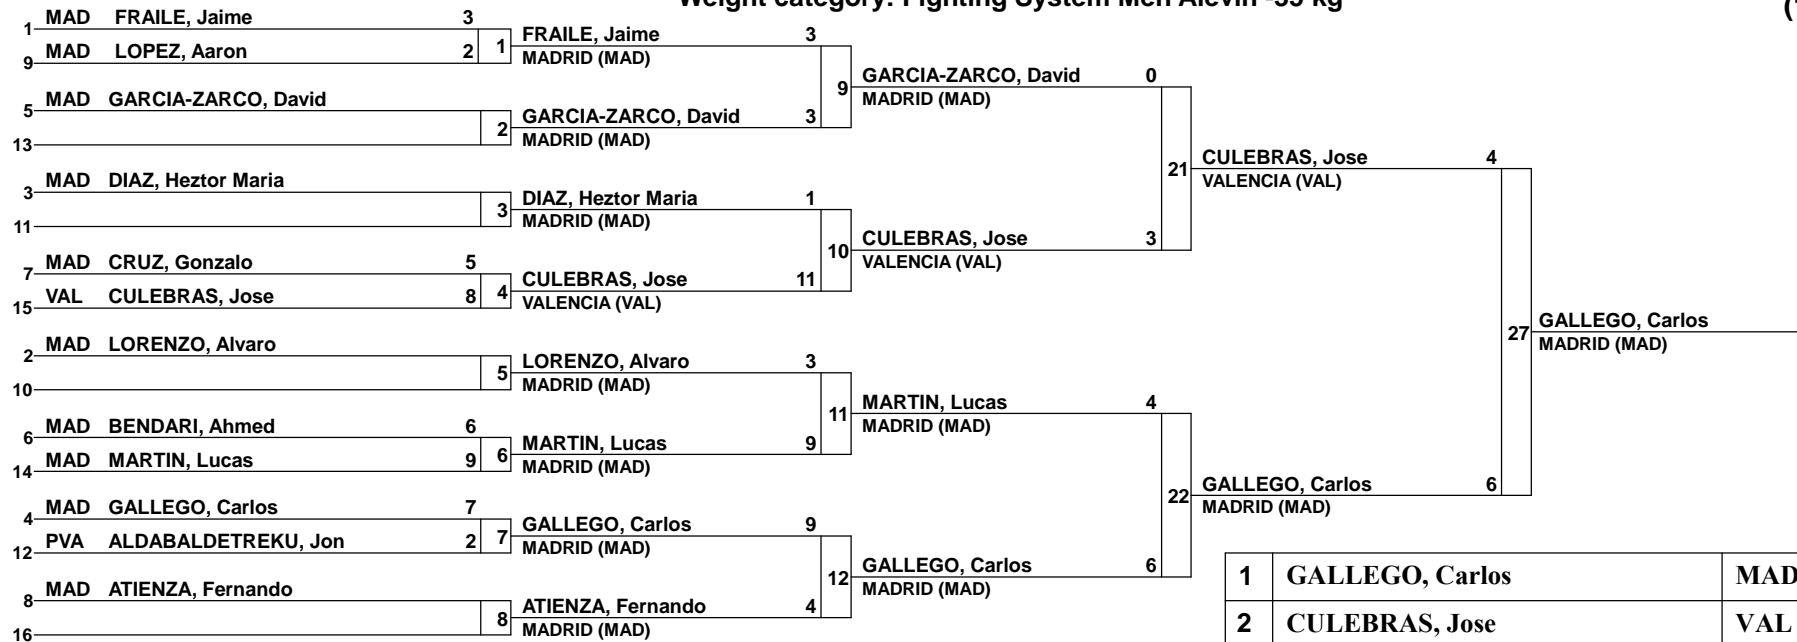 Weight category: Fighting System Men Alevin -55 kg
1 MAD FRAILE, Jaime 3
9 MAD LOPEZ, Aaron 2
1
FRAILE, Jaime 3
MADRID (MAD)
5 MAD GARCIA-ZARCO, David
13
2
GARCIA-ZARCO, David 3
MADRID (MAD)
9
GARCIA-ZARCO, David 0
MADRID (MAD)
3 MAD DIAZ, Heztor Maria
11
3
DIAZ, Heztor Maria 1
MADRID (MAD)
7 MAD CRUZ, Gonzalo 5
15 VAL CULEBRAS, Jose 8
4
CULEBRAS, Jose 11
VALENCIA (VAL)
10
CULEBRAS, Jose 3
VALENCIA (VAL)
21
CULEBRAS, Jose 4
VALENCIA (VAL)
2 MAD LORENZO, Alvaro
10
5
LORENZO, Alvaro 3
MADRID (MAD)
6 MAD BENDARI, Ahmed 6
14 MAD MARTIN, Lucas 9
6
MARTIN, Lucas 9
MADRID (MAD)
11
MARTIN, Lucas 4
MADRID (MAD)
4 MAD GALLEGO, Carlos 7
12 PVA ALDABALDETREKU, Jon 2
7
GALLEGO, Carlos 9
MADRID (MAD)
8 MAD ATIENZA, Fernando
16
8
ATIENZA, Fernando 4
MADRID (MAD)
12
GALLEGO, Carlos 6
MADRID (MAD)
22
GALLEGO, Carlos 6
MADRID (MAD)
27
GALLEGO, Carlos
MADRID (MAD)
1 GALLEGO, Carlos MAD
2 CULEBRAS, Jose VAL